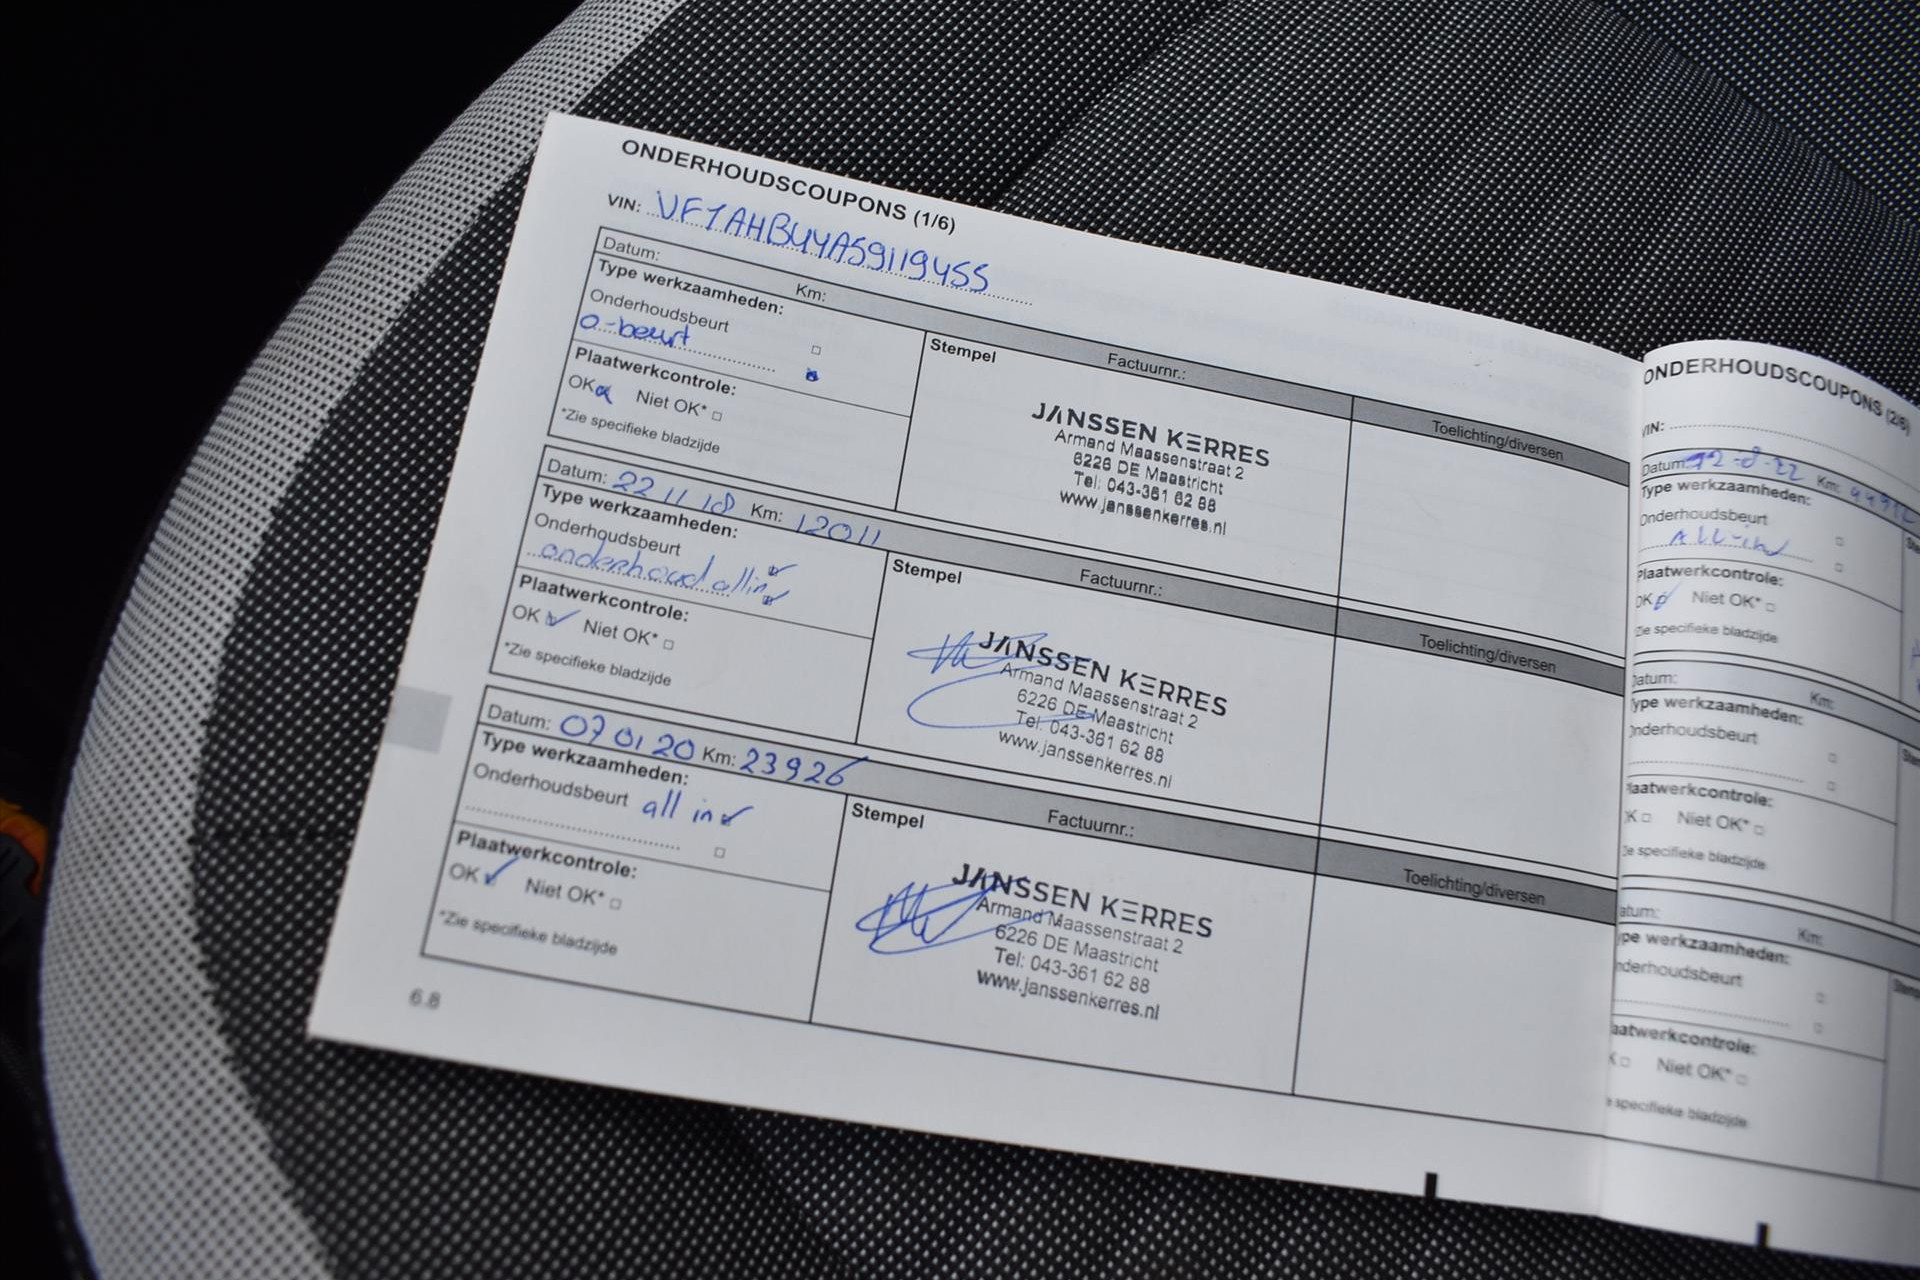 ONDERHOUDSCOUPONS (1/6)
VIN: VF1AHBUYA59119455
Datum: Km: Factuurnr.: Toelichting/diversen
Type werkzaamheden:
Onderhoudsbeurt
0-beurt
Plaatwerkcontrole:
OK Niet OK*
*Zie specifieke bladzijde
Stempel
JANSSEN KERRES
Armand Maassenstraat 2
6226 DE Maastricht
Tel: 043-361 62 88
www.janssenkerres.nl
Datum: 22 11 18 Km: 12011 Factuurnr.: Toelichting/diversen
Type werkzaamheden:
Onderhoudsbeurt
onderhoud allin
Plaatwerkcontrole:
OK Niet OK*
*Zie specifieke bladzijde
Stempel
JANSSEN KERRES
Armand Maassenstraat 2
6226 DE Maastricht
Tel: 043-361 62 88
www.janssenkerres.nl
Datum: 07 01 20 Km: 23926 Factuurnr.: Toelichting/diversen
Type werkzaamheden:
Onderhoudsbeurt all in
Plaatwerkcontrole:
OK Niet OK*
*Zie specifieke bladzijde
Stempel
JANSSEN KERRES
Armand Maassenstraat 2
6226 DE Maastricht
Tel: 043-361 62 88
www.janssenkerres.nl
6.8
ONDERHOUDSCOUPONS (2/6)
VIN:
Datum: Km:
Type werkzaamheden:
Onderhoudsbeurt
All-in
Plaatwerkcontrole:
OK Niet OK*
Zie specifieke bladzijde
Datum: Km:
Type werkzaamheden:
Onderhoudsbeurt
Plaatwerkcontrole:
OK Niet OK*
Zie specifieke bladzijde
atum: Km:
pe werkzaamheden:
nderhoudsbeurt
aatwerkcontrole:
K Niet OK*
e specifieke bladzijde